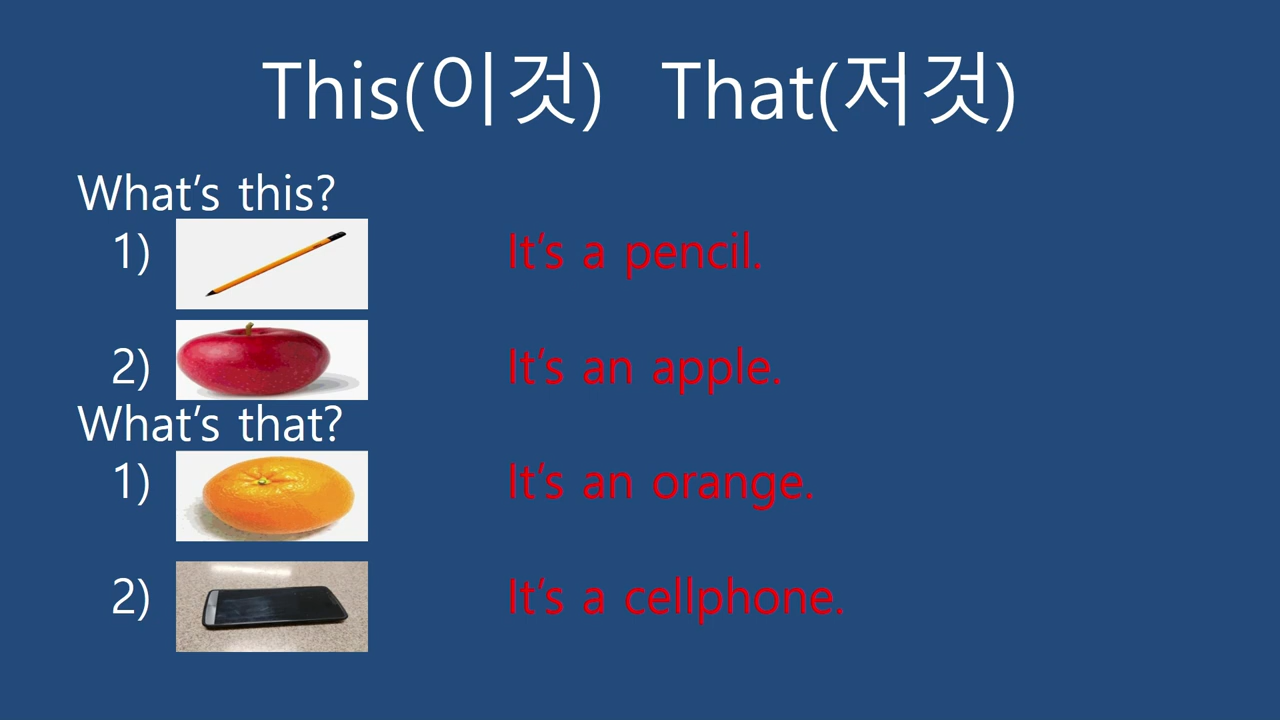 This(이것) That(저것)
What’s this?
1) It’s a pencil.
2) It’s an apple.
What’s that?
1) It’s an orange.
2) It’s a cellphone.